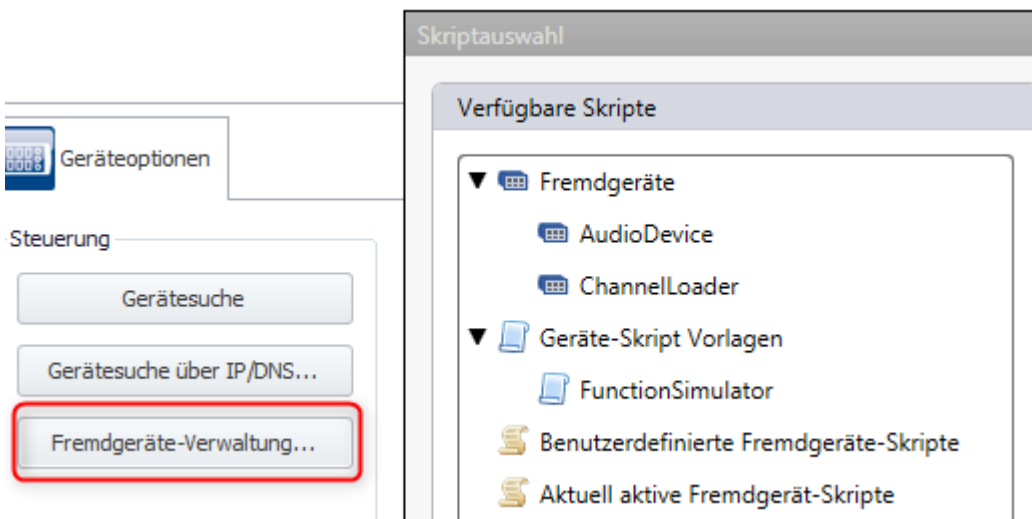 Geräteoptionen
Steuerung
Gerätesuche
Gerätesuche über IP/DNS...
Fremdgeräte-Verwaltung...
Skriptauswahl
Verfügbare Skripte
Fremdgeräte
AudioDevice
ChannelLoader
Geräte-Skript Vorlagen
FunctionSimulator
Benutzerdefinierte Fremdgeräte-Skripte
Aktuell aktive Fremdgerät-Skripte